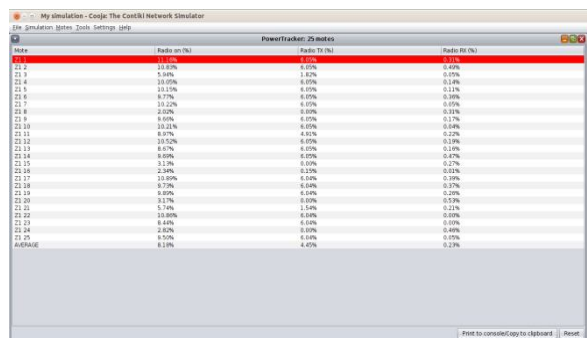 My simulation - Cooja: The Contiki Network Simulator
File Simulation Motes Tools Settings Help
PowerTracker: 25 motes
Mote Radio on (%) Radio TX (%) Radio RX (%)
Z1 1 11.16% 6.05% 0.31%
Z1 2 10.83% 6.05% 0.49%
Z1 3 5.94% 1.82% 0.05%
Z1 4 10.05% 6.05% 0.14%
Z1 5 10.15% 6.05% 0.11%
Z1 6 9.77% 6.05% 0.36%
Z1 7 10.22% 6.05% 0.05%
Z1 8 2.02% 0.00% 0.31%
Z1 9 9.66% 6.05% 0.17%
Z1 10 10.21% 6.05% 0.04%
Z1 11 8.97% 4.91% 0.22%
Z1 12 10.52% 6.05% 0.19%
Z1 13 8.67% 6.05% 0.16%
Z1 14 9.69% 6.05% 0.47%
Z1 15 3.13% 0.00% 0.27%
Z1 16 2.34% 0.15% 0.01%
Z1 17 10.89% 6.04% 0.39%
Z1 18 9.73% 6.04% 0.37%
Z1 19 9.89% 6.04% 0.26%
Z1 20 3.17% 0.00% 0.53%
Z1 21 5.74% 1.54% 0.21%
Z1 22 10.86% 6.04% 0.00%
Z1 23 8.44% 6.04% 0.00%
Z1 24 2.82% 0.00% 0.46%
Z1 25 9.50% 6.04% 0.05%
AVERAGE 8.18% 4.45% 0.23%
Print to console/Copy to clipboard Reset